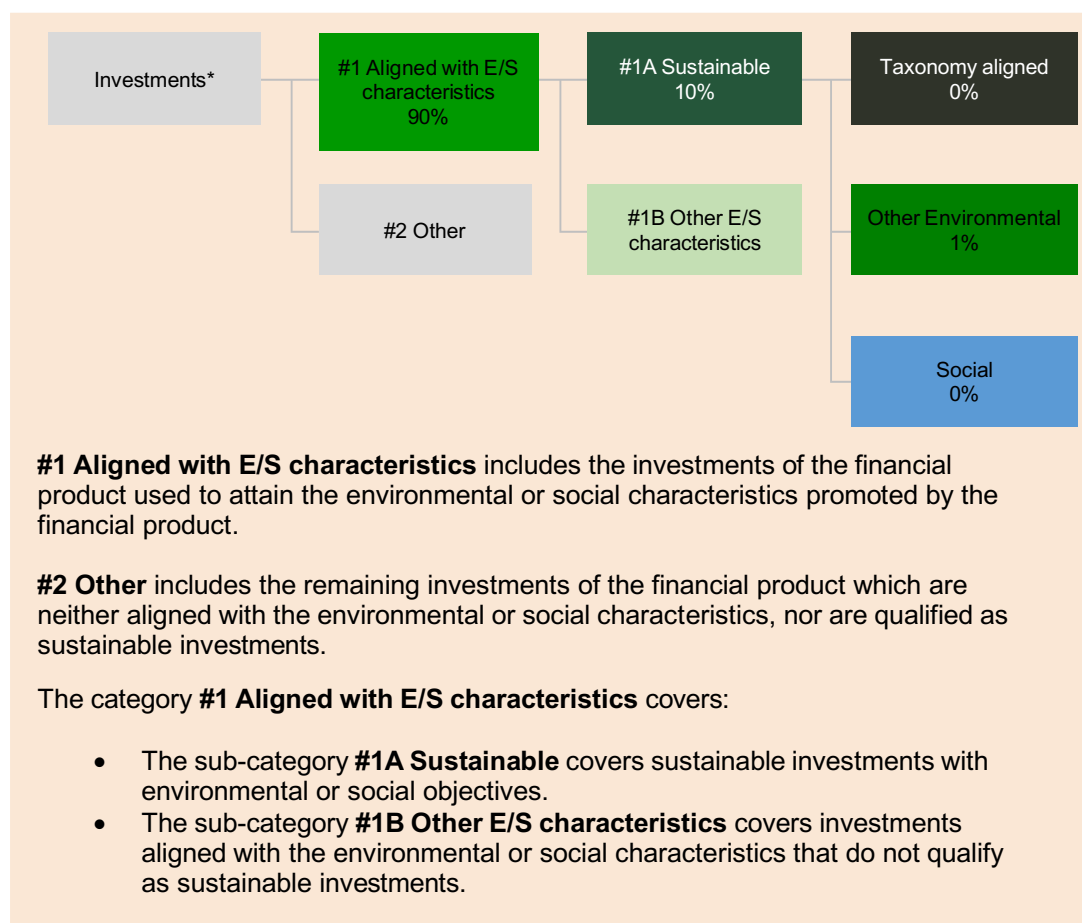 Investments*
#1 Aligned with E/S
characteristics
90%
#1A Sustainable
10%
Taxonomy aligned
0%
#2 Other
#1B Other E/S
characteristics
Other Environmental
1%
Social
0%
#1 Aligned with E/S characteristics includes the investments of the financial
product used to attain the environmental or social characteristics promoted by the
financial product.
#2 Other includes the remaining investments of the financial product which are
neither aligned with the environmental or social characteristics, nor are qualified as
sustainable investments.
The category #1 Aligned with E/S characteristics covers:
• The sub-category #1A Sustainable covers sustainable investments with
environmental or social objectives.
• The sub-category #1B Other E/S characteristics covers investments
aligned with the environmental or social characteristics that do not qualify
as sustainable investments.